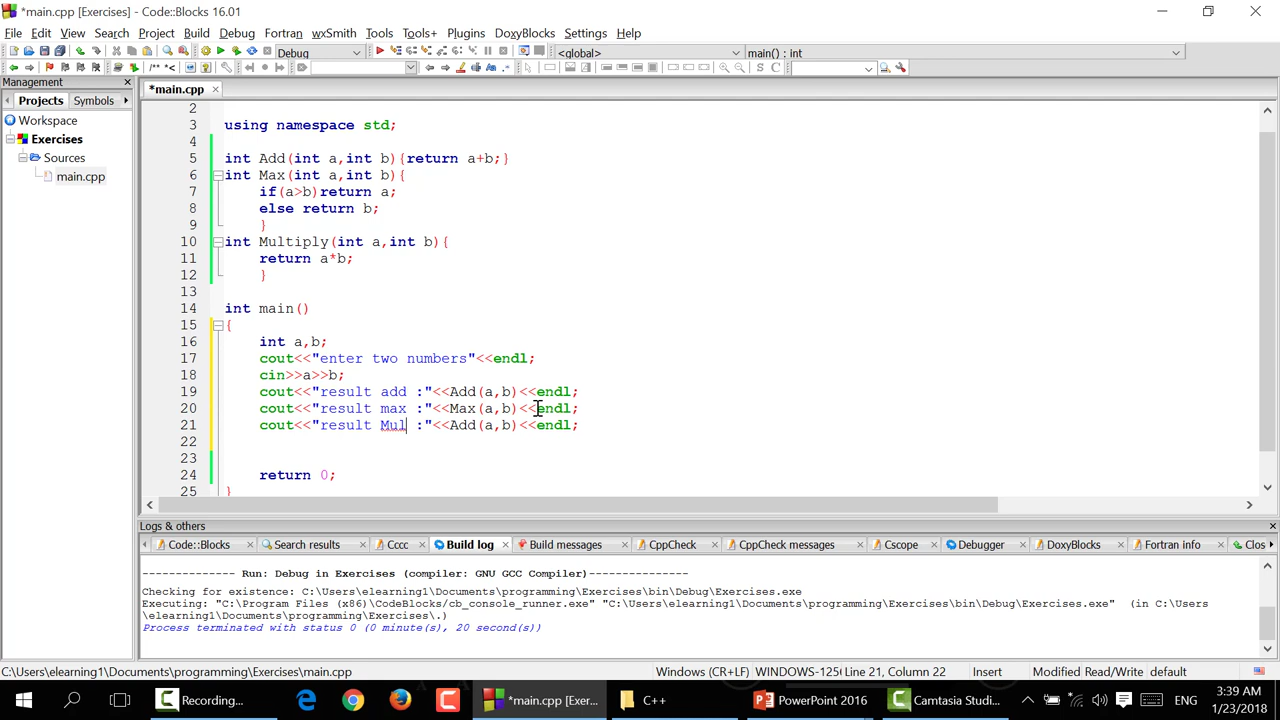 *main.cpp [Exercises] - Code::Blocks 16.01
File Edit View Search Project Build Debug Fortran wxSmith Tools Tools+ Plugins DoxyBlocks Settings Help
Debug <global> main() : int
/** *<
Management
Projects Symbols
*main.cpp
Workspace
Exercises
Sources
main.cpp
2
3 using namespace std;
4
5 int Add(int a,int b){return a+b;}
6 int Max(int a,int b){
7 if(a>b)return a;
8 else return b;
9 }
10 int Multiply(int a,int b){
11 return a*b;
12 }
13
14 int main()
15 {
16 int a,b;
17 cout<<"enter two numbers"<<endl;
18 cin>>a>>b;
19 cout<<"result add :"<<Add(a,b)<<endl;
20 cout<<"result max :"<<Max(a,b)<<endl;
21 cout<<"result Mul :"<<Add(a,b)<<endl;
22
23
24 return 0;
25 }
Logs & others
Code::Blocks Search results Cccc Build log Build messages CppCheck CppCheck messages Cscope Debugger DoxyBlocks Fortran info Clos
-------------- Run: Debug in Exercises (compiler: GNU GCC Compiler)---------------
Checking for existence: C:\Users\elearning1\Documents\programming\Exercises\bin\Debug\Exercises.exe
Executing: "C:\Program Files (x86)\CodeBlocks/cb_console_runner.exe" "C:\Users\elearning1\Documents\programming\Exercises\bin\Debug\Exercises.exe"  (in C:\Users
\elearning1\Documents\programming\Exercises\.)
Process terminated with status 0 (0 minute(s), 20 second(s))
C:\Users\elearning1\Documents\programming\Exercises\main.cpp Windows (CR+LF) WINDOWS-125 Line 21, Column 22 Insert Modified Read/Write default
Recording... *main.cpp [Exer... C++ PowerPoint 2016 Camtasia Studi... ENG 3:39 AM
1/23/2018